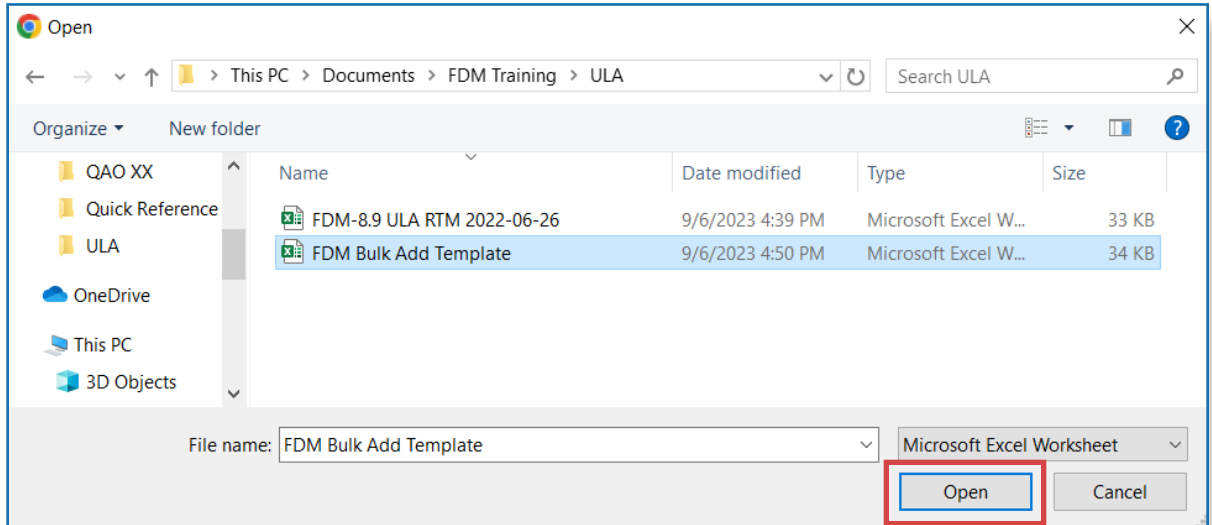 Open
This PC > Documents > FDM Training > ULA
Search ULA
Organize
New folder
?
QAO XX
Quick Reference
ULA
OneDrive
This PC
3D Objects
Name Date modified Type Size
FDM-8.9 ULA RTM 2022-06-26 9/6/2023 4:39 PM Microsoft Excel W... 33 KB
FDM Bulk Add Template 9/6/2023 4:50 PM Microsoft Excel W... 34 KB
File name: FDM Bulk Add Template Microsoft Excel Worksheet
Open Cancel